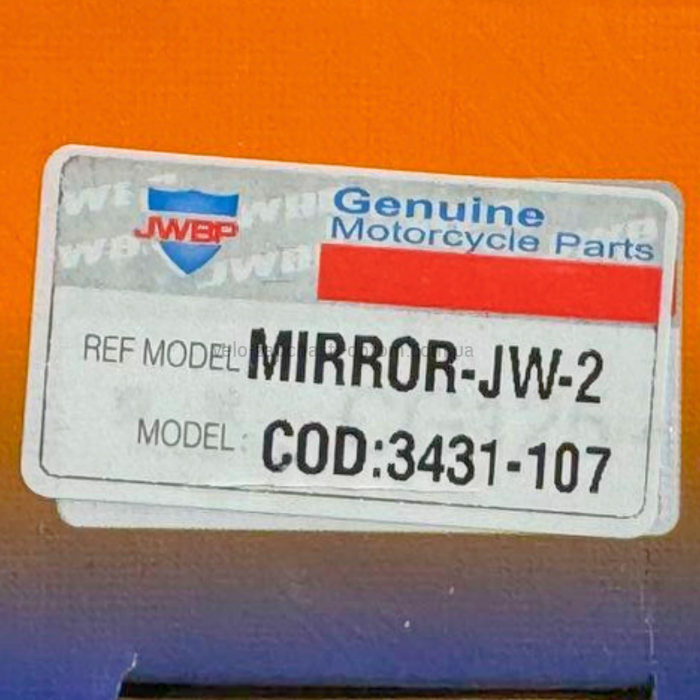 JWBP
Genuine
Motorcycle Parts
REF MODEL MIRROR-JW-2
MODEL: COD:3431-107